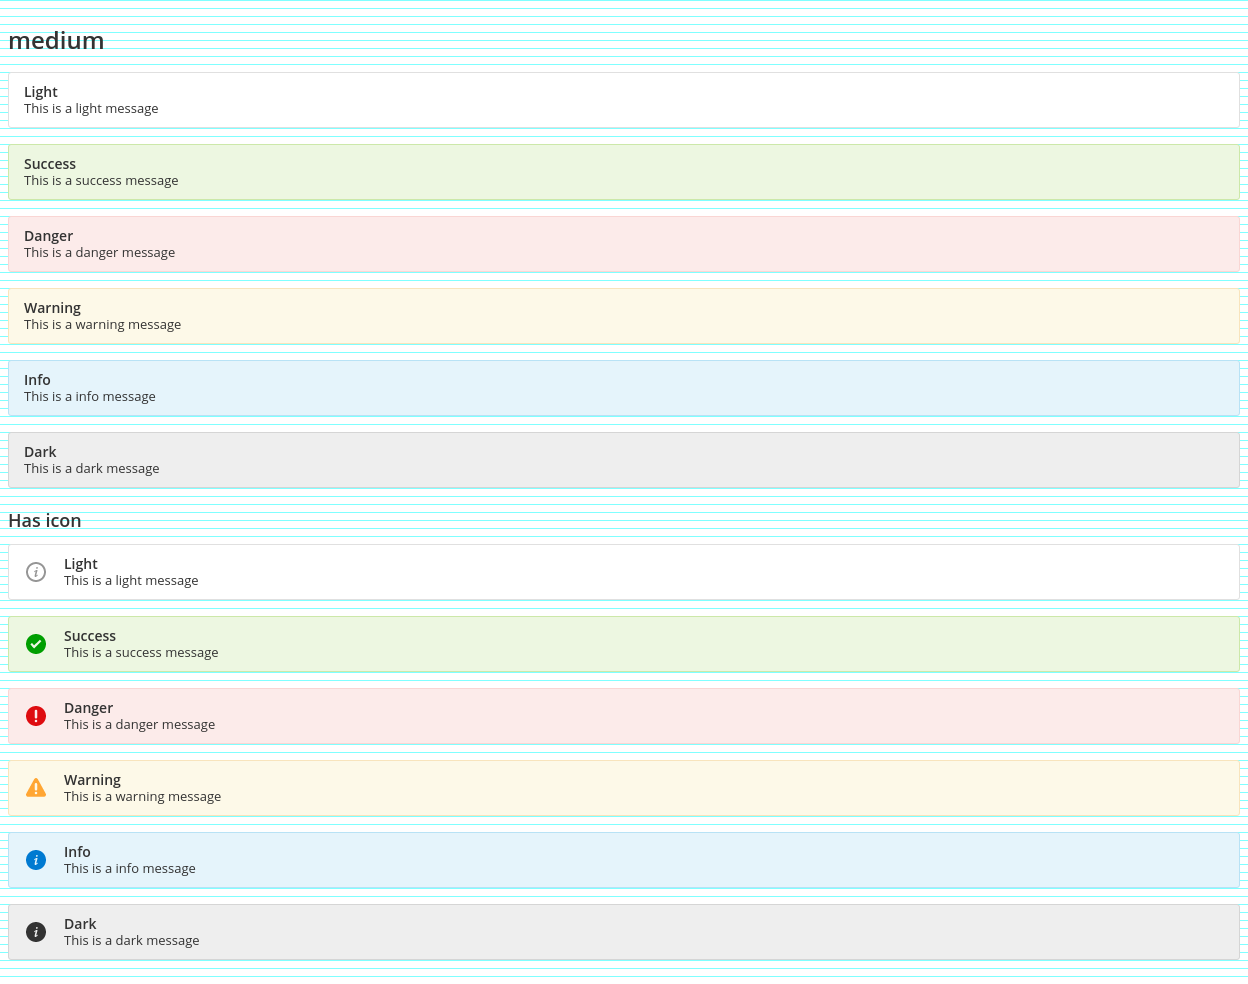 medium
Light
This is a light message
Success
This is a success message
Danger
This is a danger message
Warning
This is a warning message
Info
This is a info message
Dark
This is a dark message
Has icon
Light
This is a light message
Success
This is a success message
Danger
This is a danger message
Warning
This is a warning message
Info
This is a info message
Dark
This is a dark message